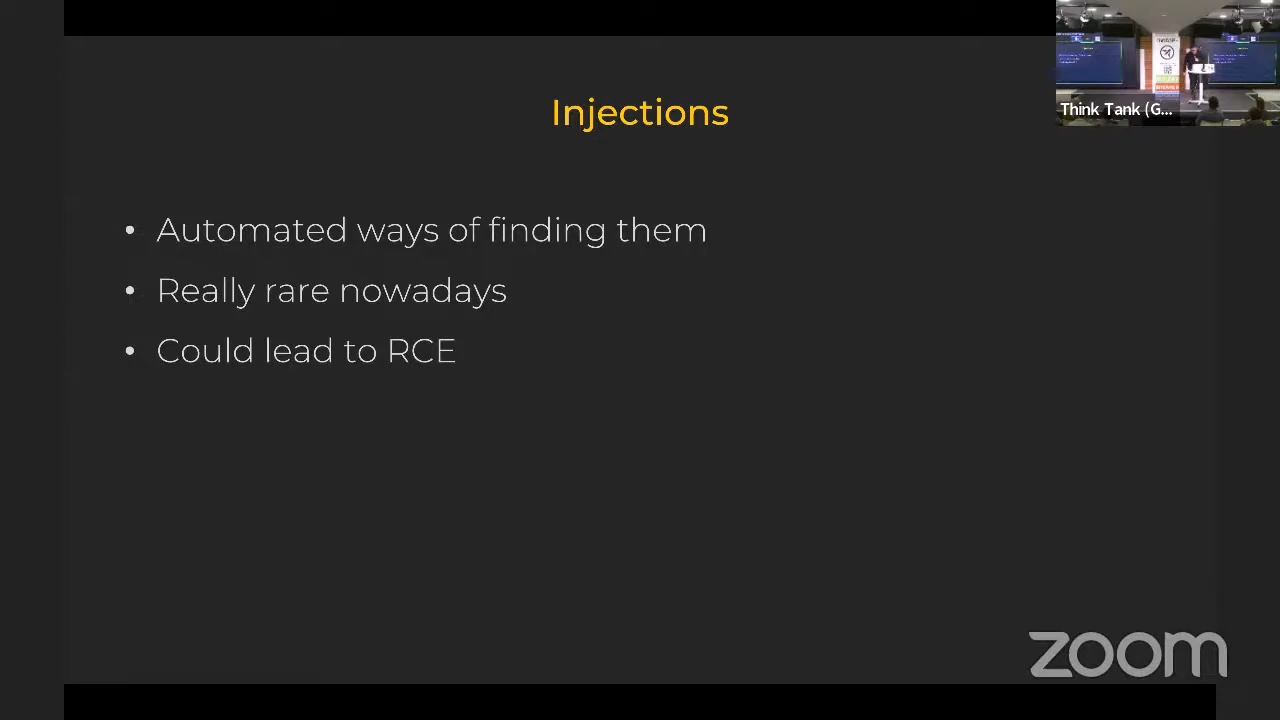 Injections
• Automated ways of finding them
• Really rare nowadays
• Could lead to RCE
Think Tank (G...
zoom